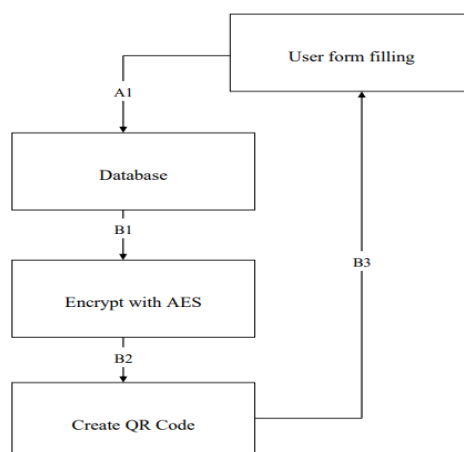 User form filling
A1
Database
B1
Encrypt with AES
B3
B2
Create QR Code